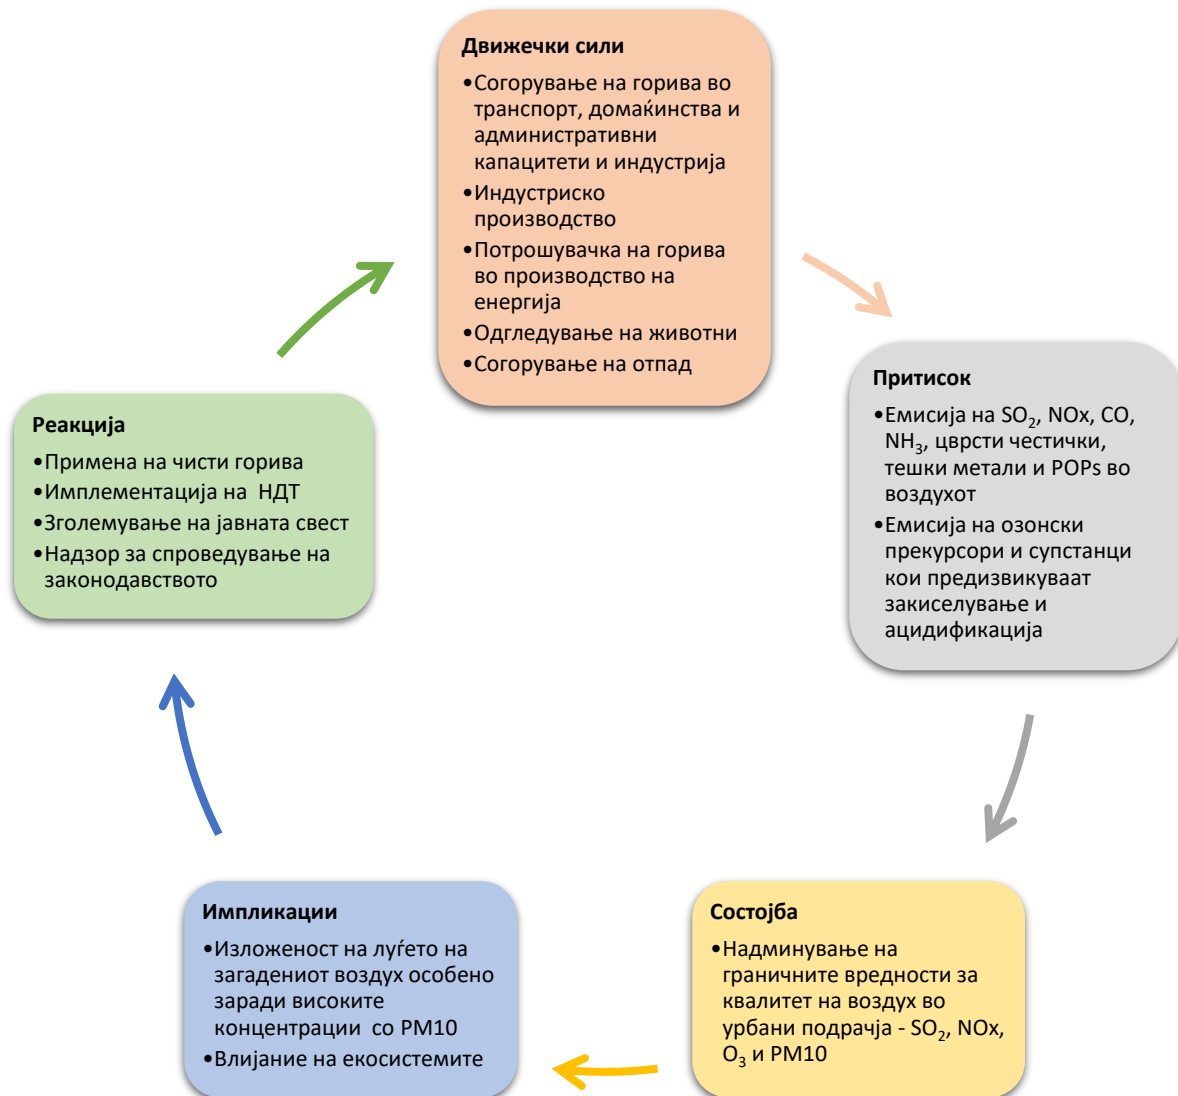 Движечки сили
•Согорување на горива во
транспорт, домаќинства и
административни
капацитети и индустрија
•Индустриско
производство
•Потрошувачка на горива
во производство на
енергија
•Одгледување на животни
•Согорување на отпад
Притисок
•Емисија на SO₂, NOx, CO,
NH₃, цврсти честички,
тешки метали и POPs во
воздухот
•Емисија на озонски
прекурсори и супстанци
кои предизвикуваат
закиселување и
ацидификација
Состојба
•Надминување на
граничните вредности за
квалитет на воздух во
урбани подрачја - SO₂, NOx,
O₃ и PM10
Импликации
•Изложеност на луѓето на
загадениот воздух особено
заради високите
концентрации  со PM10
•Влијание на екосистемите
Реакција
•Примена на чисти горива
•Имплементација на  НДТ
•Зголемување на јавната свест
•Надзор за спроведување на
законодавството